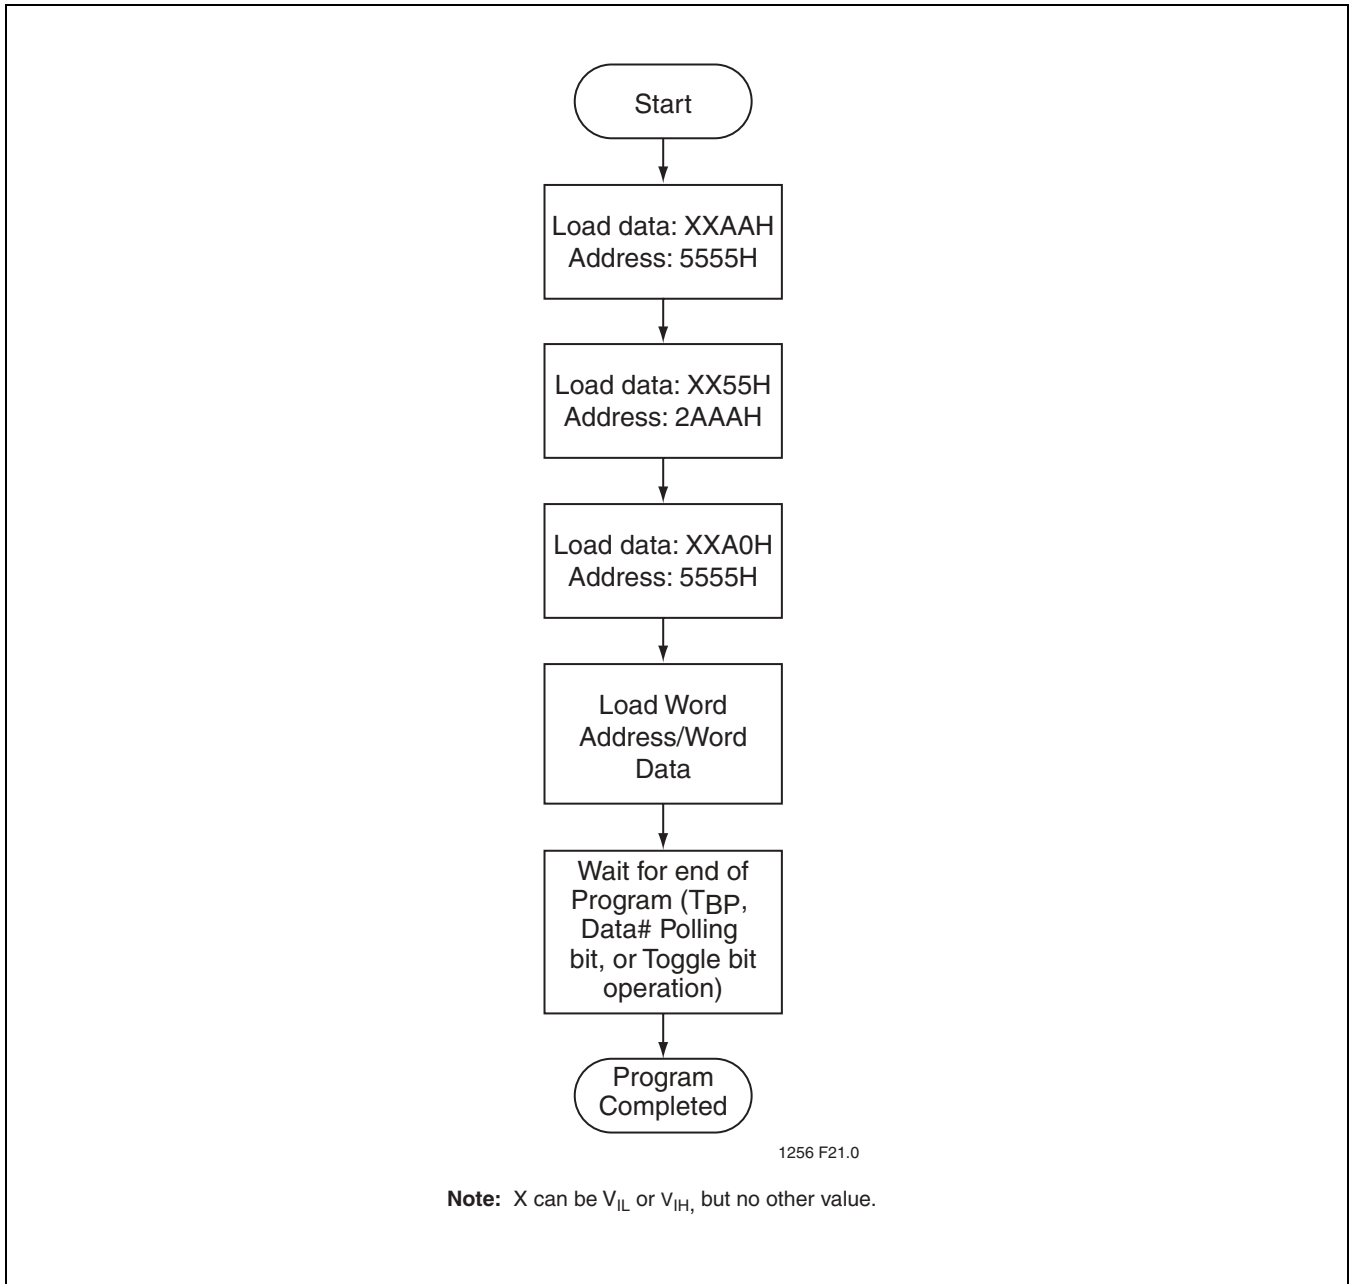 Start
Load data: XXAAH
Address: 5555H
Load data: XX55H
Address: 2AAAH
Load data: XXA0H
Address: 5555H
Load Word
Address/Word
Data
Wait for end of
Program (TBP,
Data# Polling
bit, or Toggle bit
operation)
Program
Completed
1256 F21.0
Note: X can be VIL or VIH, but no other value.